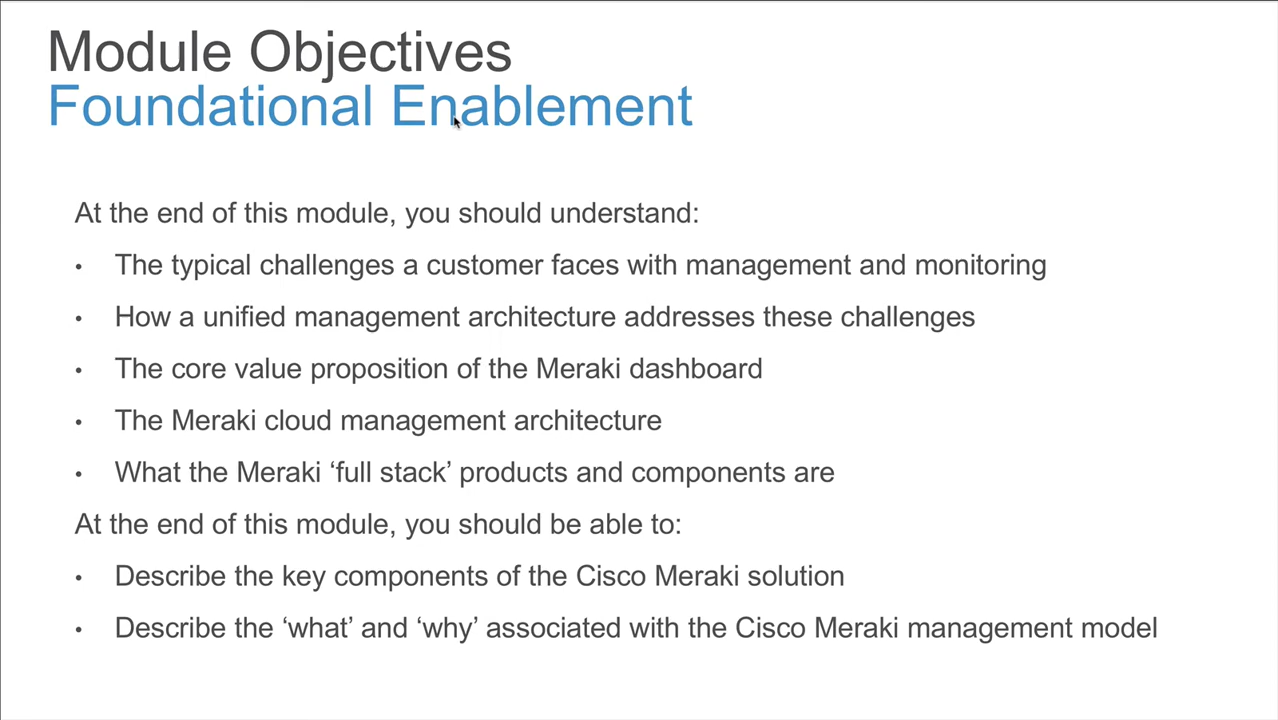 Module Objectives
Foundational Enablement
At the end of this module, you should understand:
• The typical challenges a customer faces with management and monitoring
• How a unified management architecture addresses these challenges
• The core value proposition of the Meraki dashboard
• The Meraki cloud management architecture
• What the Meraki ‘full stack’ products and components are
At the end of this module, you should be able to:
• Describe the key components of the Cisco Meraki solution
• Describe the ‘what’ and ‘why’ associated with the Cisco Meraki management model